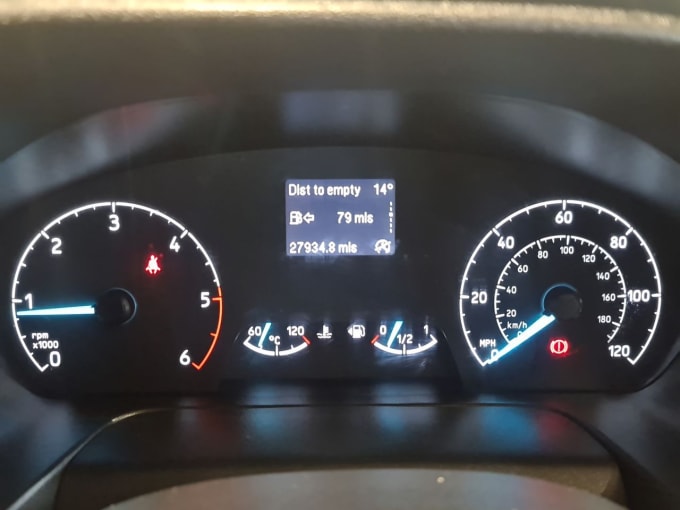 Dist to empty 14°
79 mls
27934.8 mls
0 1 2 3 4 5 6
rpm
x1000
60 120
°C
0 1/2 1
0 20 40 60 80 100 120
MPH
0 20 40 60 80 100 120 140 160 180
km/h